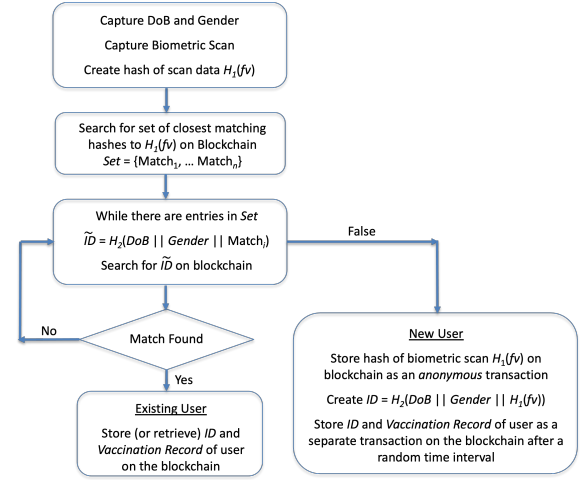 Capture DoB and Gender
Capture Biometric Scan
Create hash of scan data H₁(fv)
Search for set of closest matching
hashes to H₁(fv) on Blockchain
Set = {Match₁, ... Matchₙ}
While there are entries in Set
ĨD̃ = H₂(DoB || Gender || Matchᵢ)
Search for ĨD̃ on blockchain
False
Match Found
No
Yes
Existing User
Store (or retrieve) ID and
Vaccination Record of user
on the blockchain
New User
Store hash of biometric scan H₁(fv) on
blockchain as an anonymous transaction
Create ID = H₂(DoB || Gender || H₁(fv))
Store ID and Vaccination Record of user as a
separate transaction on the blockchain after a
random time interval